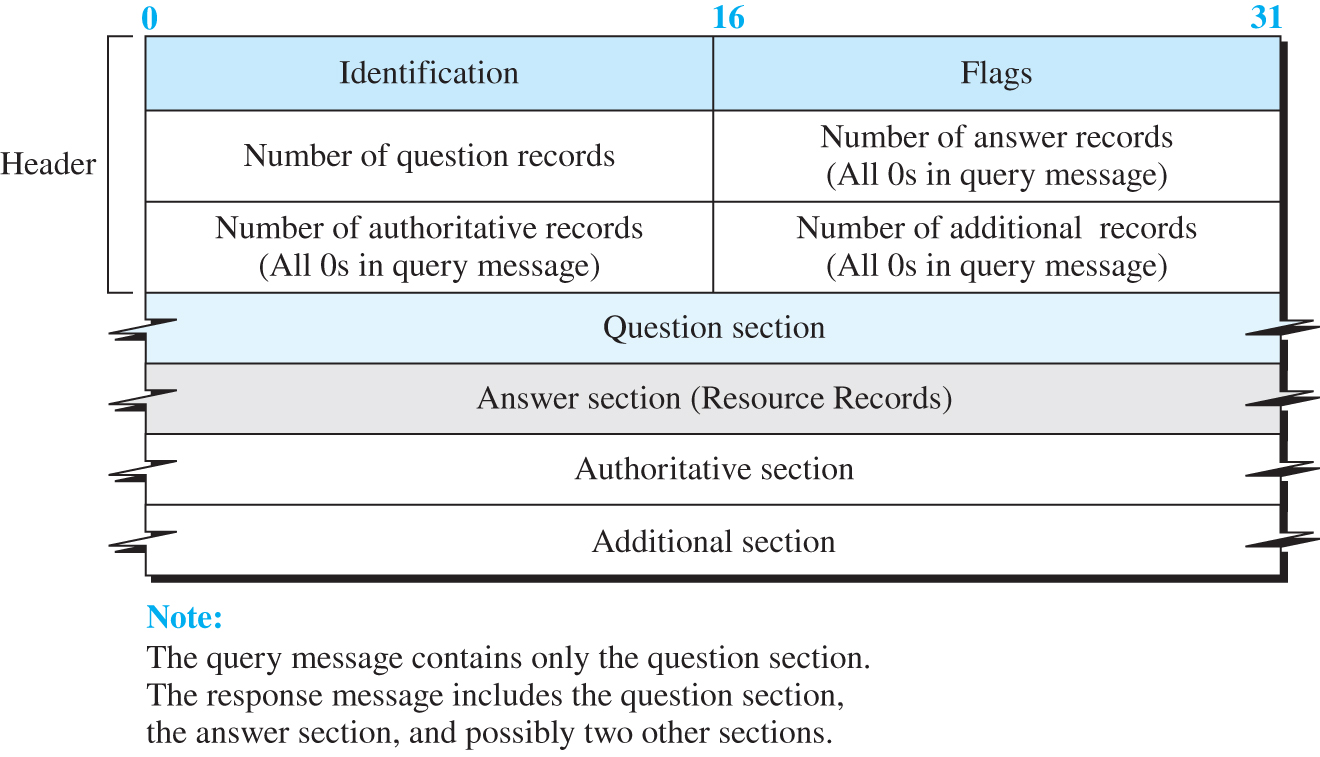 0 16 31
Identification Flags
Header
Number of question records
Number of answer records
(All 0s in query message)
Number of authoritative records
(All 0s in query message)
Number of additional records
(All 0s in query message)
Question section
Answer section (Resource Records)
Authoritative section
Additional section
Note:
The query message contains only the question section.
The response message includes the question section,
the answer section, and possibly two other sections.